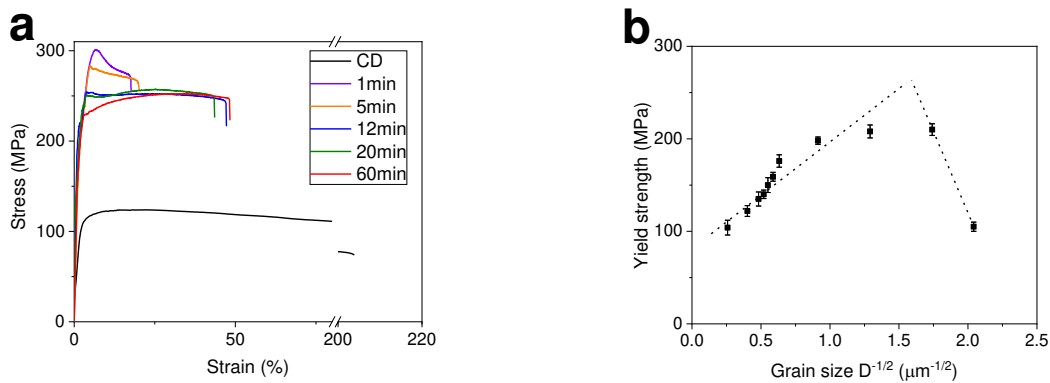 a
Stress (MPa)
300
200
100
0
0
50
200
220
Strain (%)
CD
1min
5min
12min
20min
60min
b
Yield strength (MPa)
300
200
100
0
0.0
0.5
1.0
1.5
2.0
2.5
Grain size D-1/2 (μm-1/2)